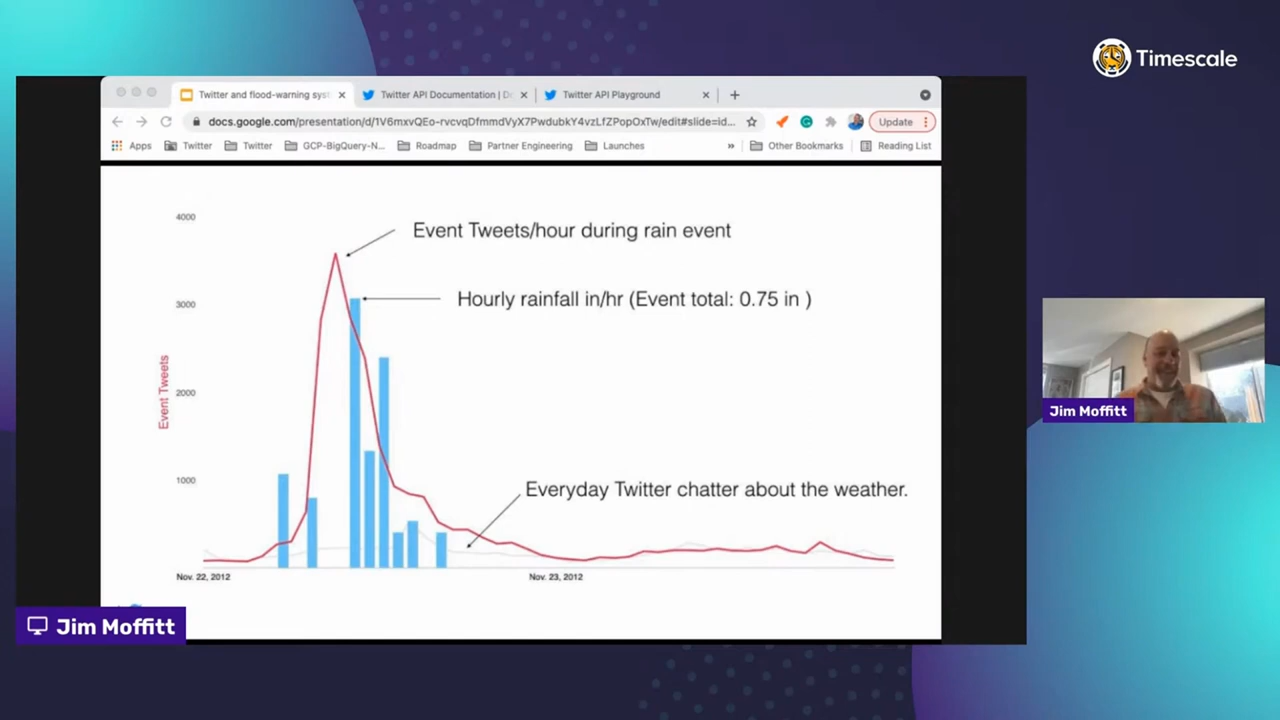 Timescale
Twitter and flood-warning syst
Twitter API Documentation | D
Twitter API Playground
docs.google.com/presentation/d/1V6mxvQEo-rvcvqDfmmdVyX7PwdubkY4vzLfZPopOxTw/edit#slide=id...
Update
Apps
Twitter
Twitter
GCP-BigQuery-N...
Roadmap
Partner Engineering
Launches
»
Other Bookmarks
Reading List
4000
Event Tweets/hour during rain event
3000
Hourly rainfall in/hr (Event total: 0.75 in )
Event Tweets
2000
1000
Everyday Twitter chatter about the weather.
Nov. 22, 2012
Nov. 23, 2012
Jim Moffitt
Jim Moffitt